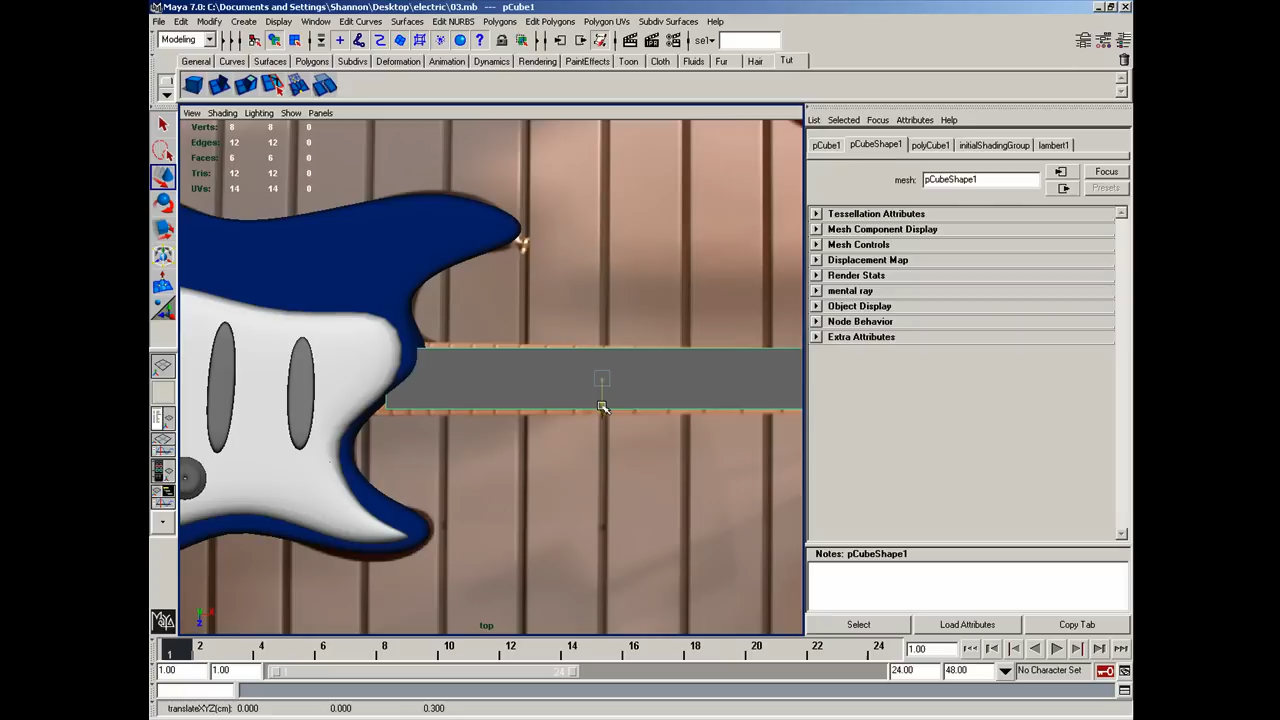 Maya 7.0: C:\Documents and Settings\Shannon\Desktop\electric\03.mb --- pCube1
File Edit Modify Create Display Window Edit Curves Surfaces Edit NURBS Polygons Edit Polygons Polygon UVs Subdiv Surfaces Help
Modeling sel
General Curves Surfaces Polygons Subdivs Deformation Animation Dynamics Rendering PaintEffects Toon Cloth Fluids Fur Hair Tut
View Shading Lighting Show Panels
List Selected Focus Attributes Help
Verts: 8 8 0
Edges: 12 12 0
Faces: 6 6 0
Tris: 12 12 0
UVs: 14 14 0
pCube1 pCubeShape1 polyCube1 initialShadingGroup lambert1
mesh: pCubeShape1
Focus
Presets
Tessellation Attributes
Mesh Component Display
Mesh Controls
Displacement Map
Render Stats
mental ray
Object Display
Node Behavior
Extra Attributes
Notes: pCubeShape1
Select Load Attributes Copy Tab
top
1 2 4 6 8 10 12 14 16 18 20 22 24 1.00
1.00 1.00 24 24.00 48.00 No Character Set
translateXYZ(cm): 0.000 0.000 0.300